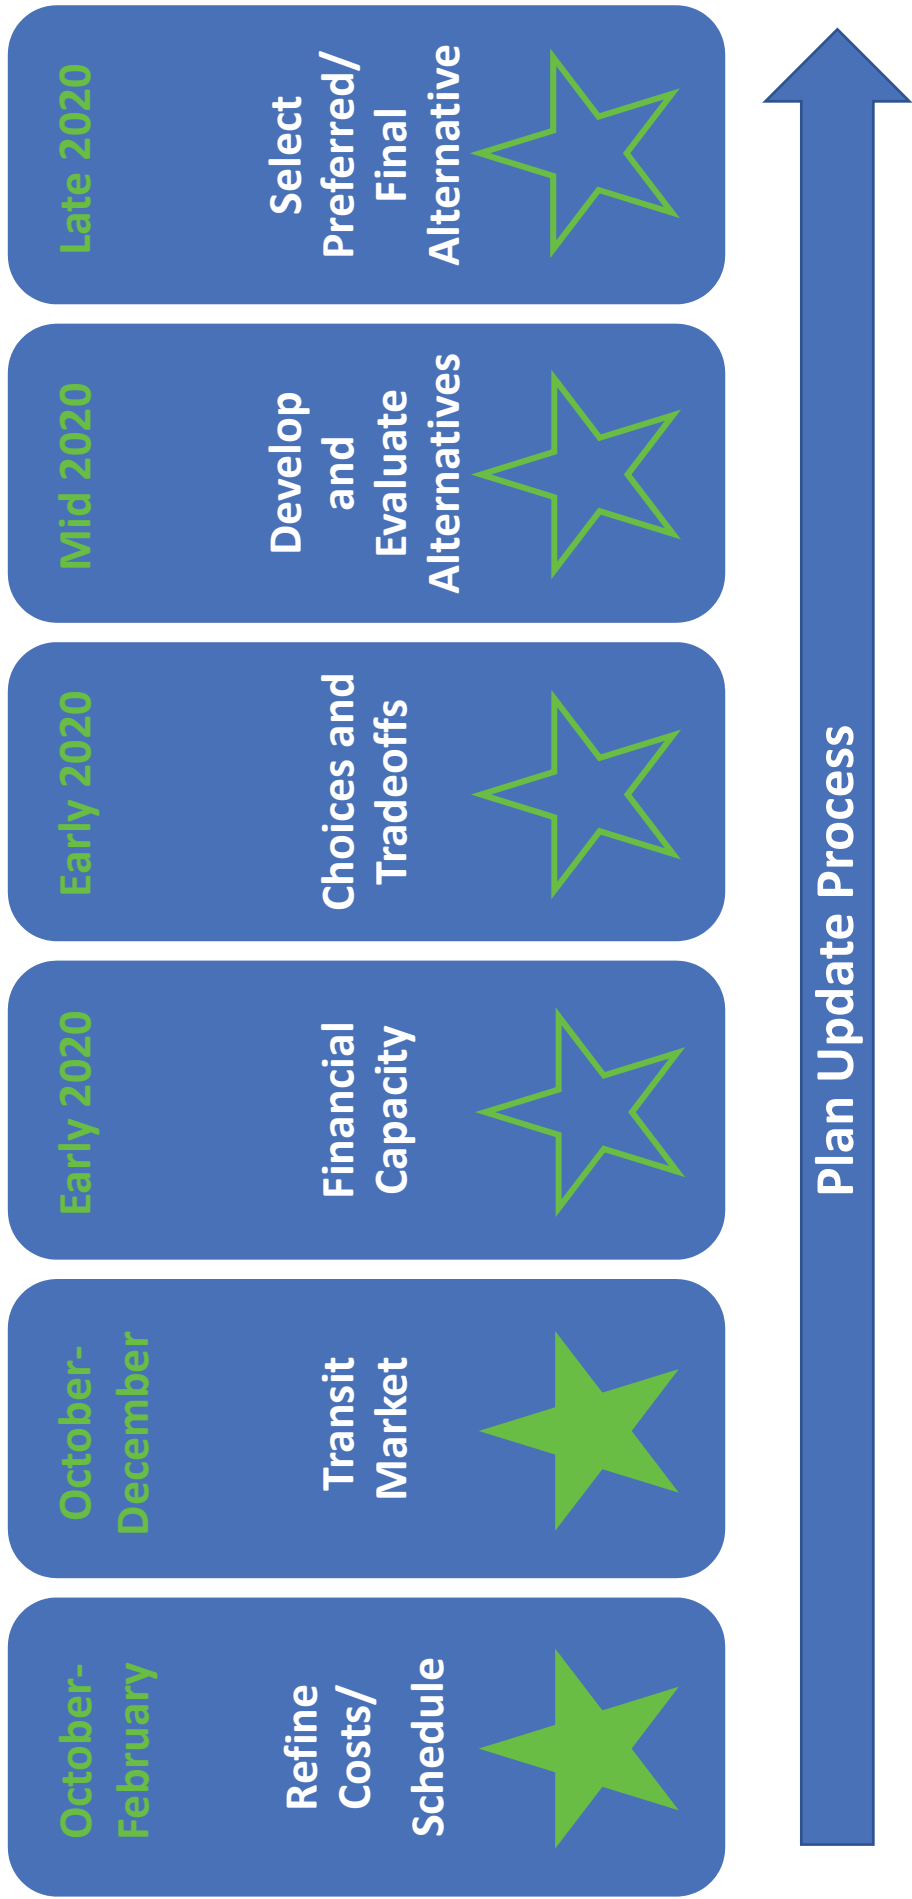 October-
February
Refine
Costs/
Schedule
October-
December
Transit
Market
Early 2020
Financial
Capacity
Early 2020
Choices and
Tradeoffs
Mid 2020
Develop
and
Evaluate
Alternatives
Late 2020
Select
Preferred/
Final
Alternative
Plan Update Process